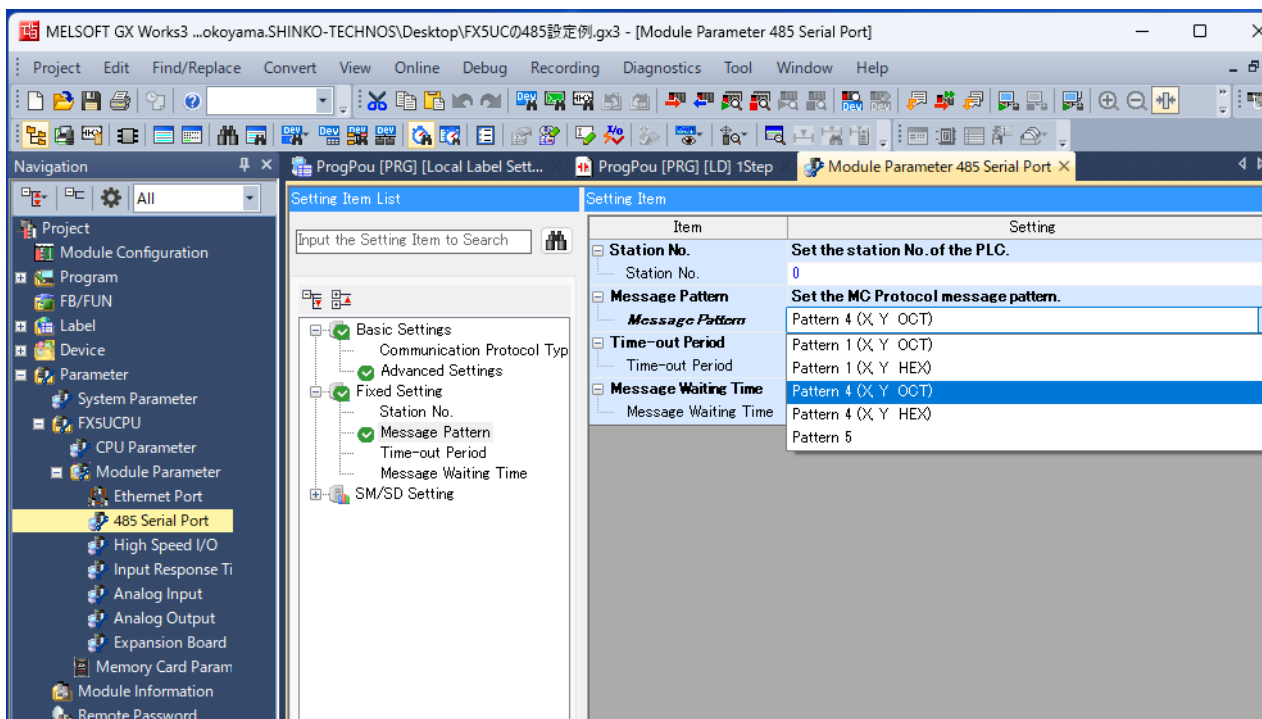 MELSOFT GX Works3 ...okoyama.SHINKO-TECHNOS\Desktop\FX5UCの485設定例.gx3 - [Module Parameter 485 Serial Port]
Project Edit Find/Replace Convert View Online Debug Recording Diagnostics Tool Window Help
Navigation
ProgPou [PRG] [Local Label Sett...
ProgPou [PRG] [LD] 1Step
Module Parameter 485 Serial Port
All
Project
Module Configuration
Program
FB/FUN
Label
Device
Parameter
System Parameter
FX5UCPU
CPU Parameter
Module Parameter
Ethernet Port
485 Serial Port
High Speed I/O
Input Response Ti
Analog Input
Analog Output
Expansion Board
Memory Card Param
Module Information
Remote Password
Setting Item List
Input the Setting Item to Search
Basic Settings
Communication Protocol Typ
Advanced Settings
Fixed Setting
Station No.
Message Pattern
Time-out Period
Message Waiting Time
SM/SD Setting
Setting Item
Item Setting
Station No. Set the station No.of the PLC.
Station No. 0
Message Pattern Set the MC Protocol message pattern.
Message Pattern Pattern 4 (X, Y OCT)
Time-out Period
Time-out Period
Message Waiting Time
Message Waiting Time
Pattern 1 (X, Y OCT)
Pattern 1 (X, Y HEX)
Pattern 4 (X, Y OCT)
Pattern 4 (X, Y HEX)
Pattern 5